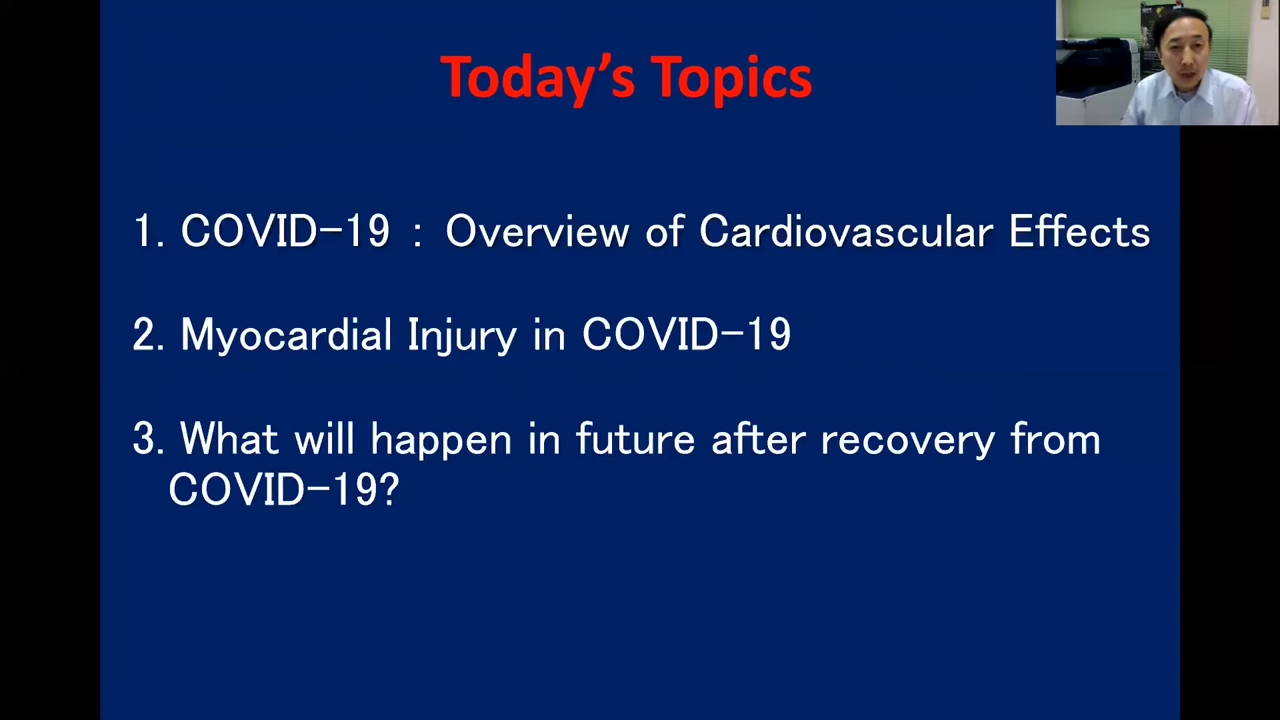 Today’s Topics
1. COVID-19 : Overview of Cardiovascular Effects
2. Myocardial Injury in COVID-19
3. What will happen in future after recovery from
COVID-19?